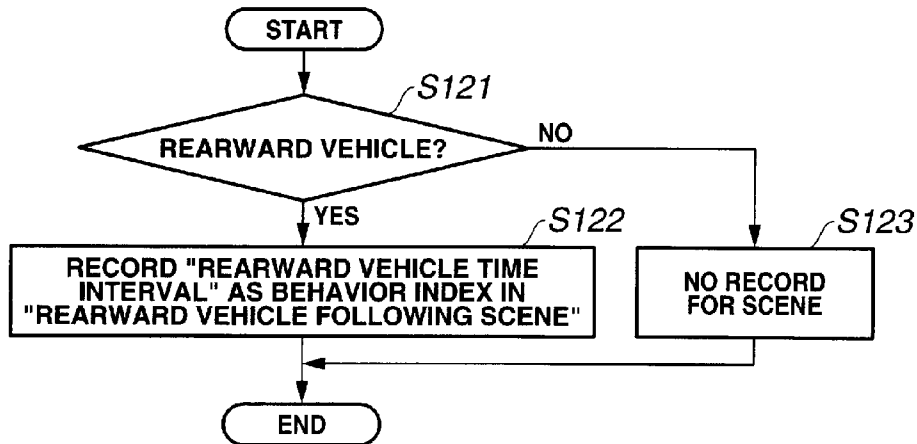 START
S121
REARWARD VEHICLE?
NO
YES
S122
S123
RECORD "REARWARD VEHICLE TIME
INTERVAL" AS BEHAVIOR INDEX IN
"REARWARD VEHICLE FOLLOWING SCENE"
NO RECORD
FOR SCENE
END